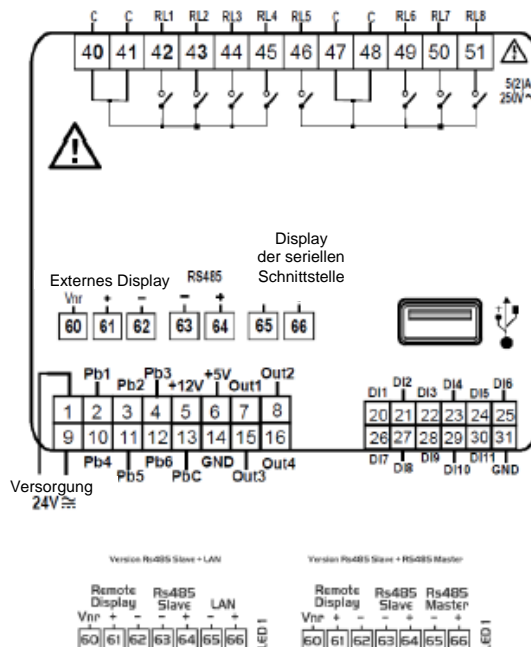 C C RL1 RL2 RL3 RL4 RL5 C C RL6 RL7 RL8
40 41 42 43 44 45 46 47 48 49 50 51
5(2)A
250V~
Display
der seriellen
Schnittstelle
Externes Display RS485
Vnr + - - +
60 61 62 63 64 65 66
Pb1 Pb2 Pb3 +12V +5V Out1 Out2
1 2 3 4 5 6 7 8
9 10 11 12 13 14 15 16
Pb4 Pb5 Pb6 PbC GND Out3 Out4
DI1 DI2 DI3 DI4 DI5 DI6
20 21 22 23 24 25
26 27 28 29 30 31
DI7 DI8 DI9 DI10 DI11 GND
Versorgung
24V
Version Rs485 Slave + LAN
Remote Display Rs485 Slave LAN
Vnr + - - + - +
60 61 62 63 64 65 66
Version Rs485 Slave + RS485 Master
Remote Display Rs485 Slave Rs485 Master
Vnr + - - + - +
60 61 62 63 64 65 66